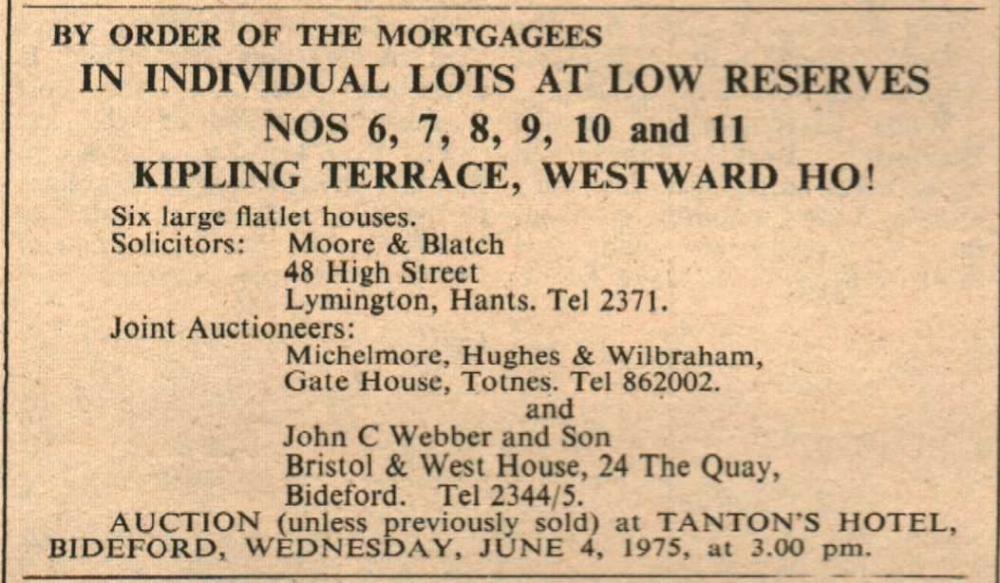 BY ORDER OF THE MORTGAGEES
IN INDIVIDUAL LOTS AT LOW RESERVES
NOS 6, 7, 8, 9, 10 and 11
KIPLING TERRACE, WESTWARD HO!
Six large flatlet houses.
Solicitors: Moore & Blatch
48 High Street
Lymington, Hants. Tel 2371.
Joint Auctioneers:
Michelmore, Hughes & Wilbraham,
Gate House, Totnes. Tel 862002.
and
John C Webber and Son
Bristol & West House, 24 The Quay,
Bideford. Tel 2344/5.
AUCTION (unless previously sold) at TANTON'S HOTEL,
BIDEFORD, WEDNESDAY, JUNE 4, 1975, at 3.00 pm.